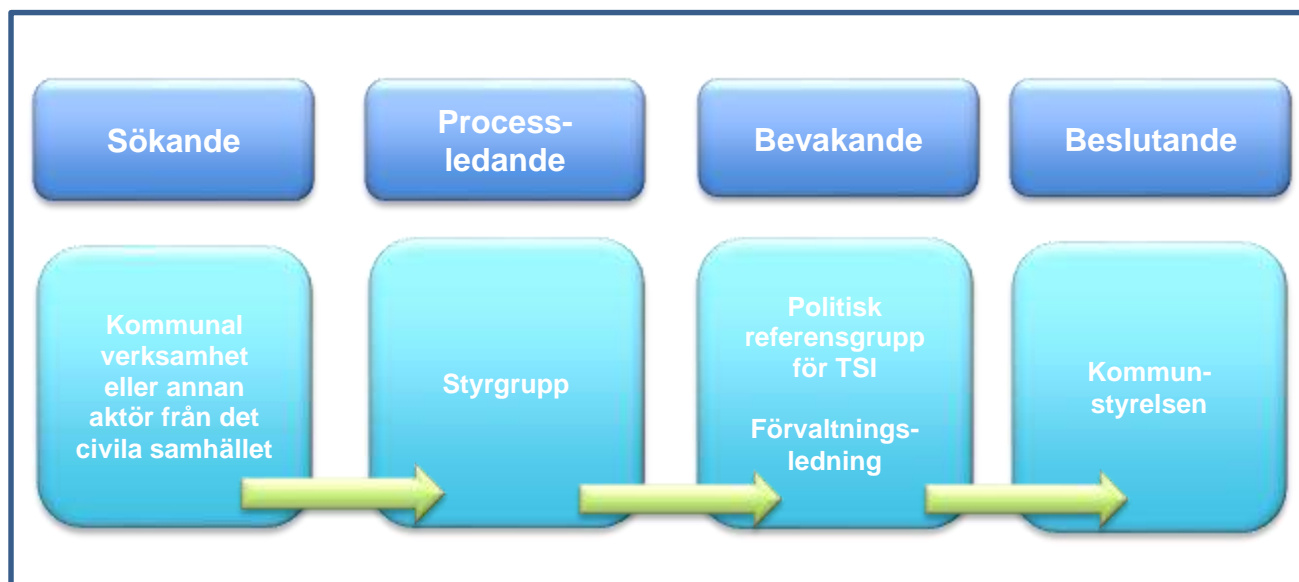 Sökande
Process-
ledande
Bevakande
Beslutande
Kommunal
verksamhet
eller annan
aktör från det
civila samhället
Styrgrupp
Politisk
referensgrupp
för TSI
Förvaltnings-
ledning
Kommun-
styrelsen